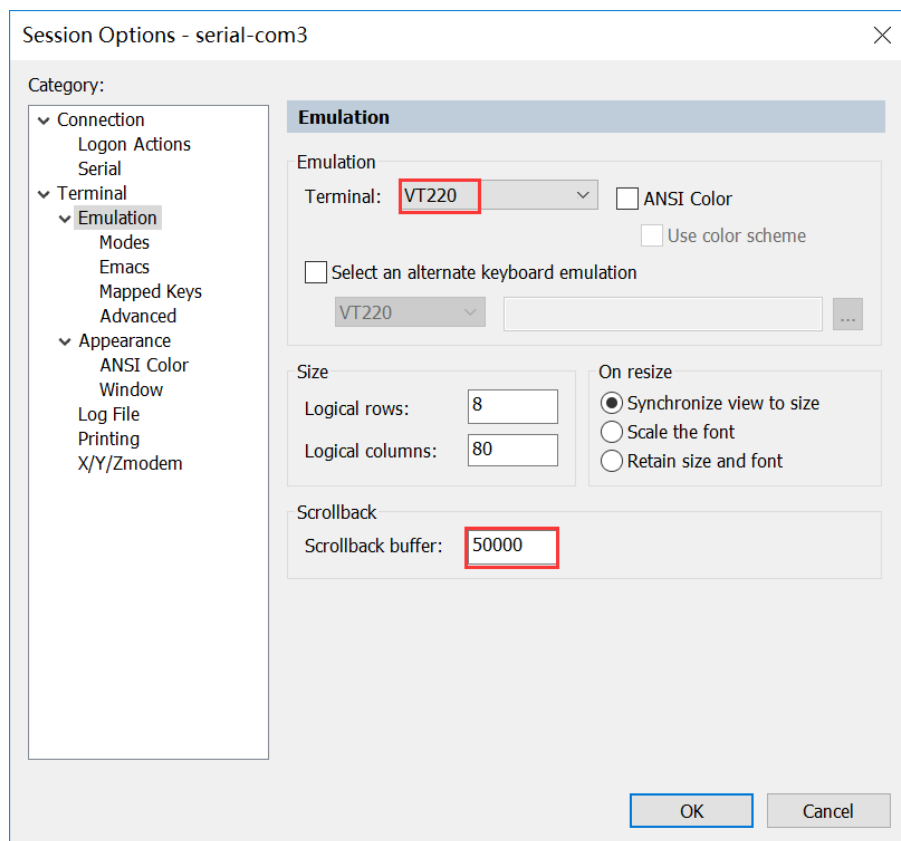 Session Options - serial-com3
Category:
Connection
Logon Actions
Serial
Terminal
Emulation
Modes
Emacs
Mapped Keys
Advanced
Appearance
ANSI Color
Window
Log File
Printing
X/Y/Zmodem
Emulation
Emulation
Terminal: VT220 ANSI Color
Use color scheme
Select an alternate keyboard emulation
VT220 ...
Size
Logical rows: 8
Logical columns: 80
On resize
Synchronize view to size
Scale the font
Retain size and font
Scrollback
Scrollback buffer: 50000
OK Cancel